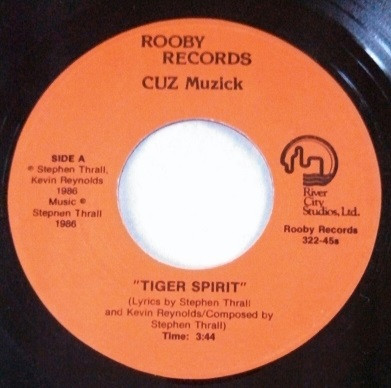 ROOBY
RECORDS
CUZ Muzick
SIDE A
© Stephen Thrall,
Kevin Reynolds
1986
Music ©
Stephen Thrall
1986
River
City
Studios, Ltd.
Rooby Records
322-45s
"TIGER SPIRIT"
(Lyrics by Stephen Thrall
and Kevin Reynolds/Composed by
Stephen Thrall)
Time: 3:44